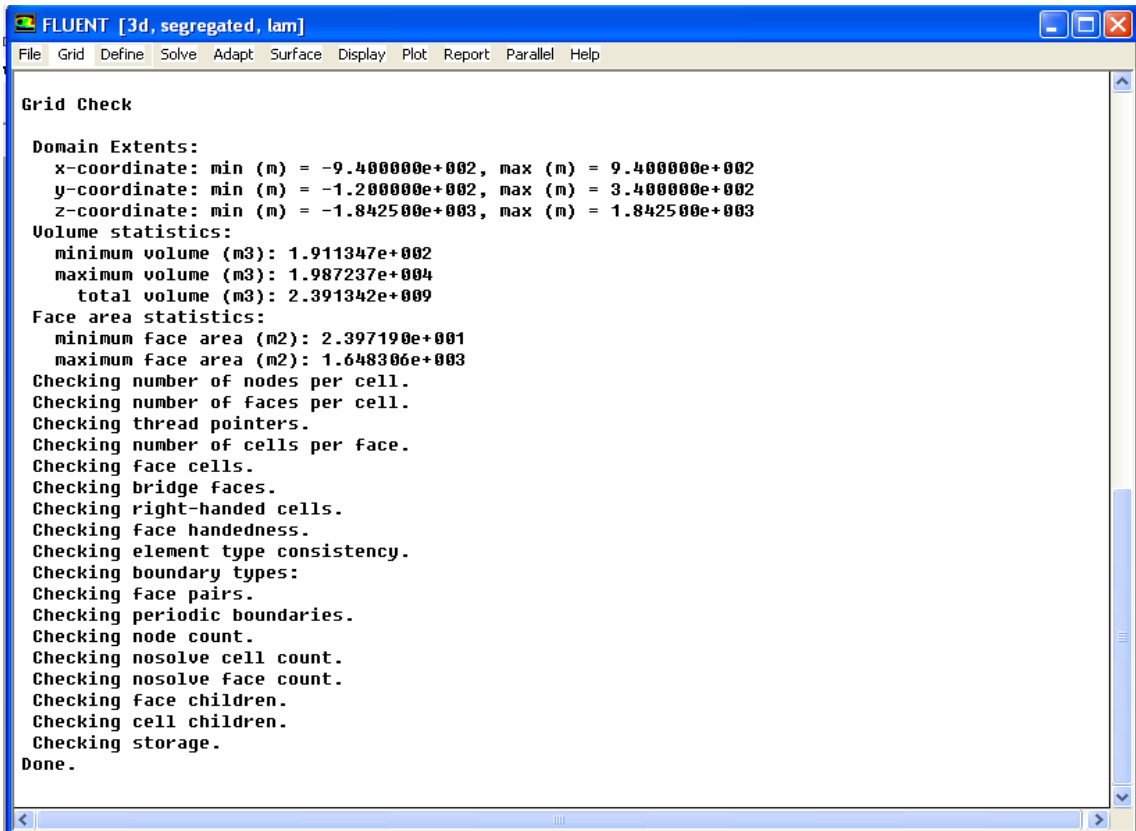 FLUENT [3d, segregated, lam]
File Grid Define Solve Adapt Surface Display Plot Report Parallel Help
Grid Check
Domain Extents:
x-coordinate: min (m) = -9.400000e+002, max (m) = 9.400000e+002
y-coordinate: min (m) = -1.200000e+002, max (m) = 3.400000e+002
z-coordinate: min (m) = -1.842500e+003, max (m) = 1.842500e+003
Volume statistics:
minimum volume (m3): 1.911347e+002
maximum volume (m3): 1.987237e+004
total volume (m3): 2.391342e+009
Face area statistics:
minimum face area (m2): 2.397190e+001
maximum face area (m2): 1.648306e+003
Checking number of nodes per cell.
Checking number of faces per cell.
Checking thread pointers.
Checking number of cells per face.
Checking face cells.
Checking bridge faces.
Checking right-handed cells.
Checking face handedness.
Checking element type consistency.
Checking boundary types:
Checking face pairs.
Checking periodic boundaries.
Checking node count.
Checking nosolve cell count.
Checking nosolve face count.
Checking face children.
Checking cell children.
Checking storage.
Done.